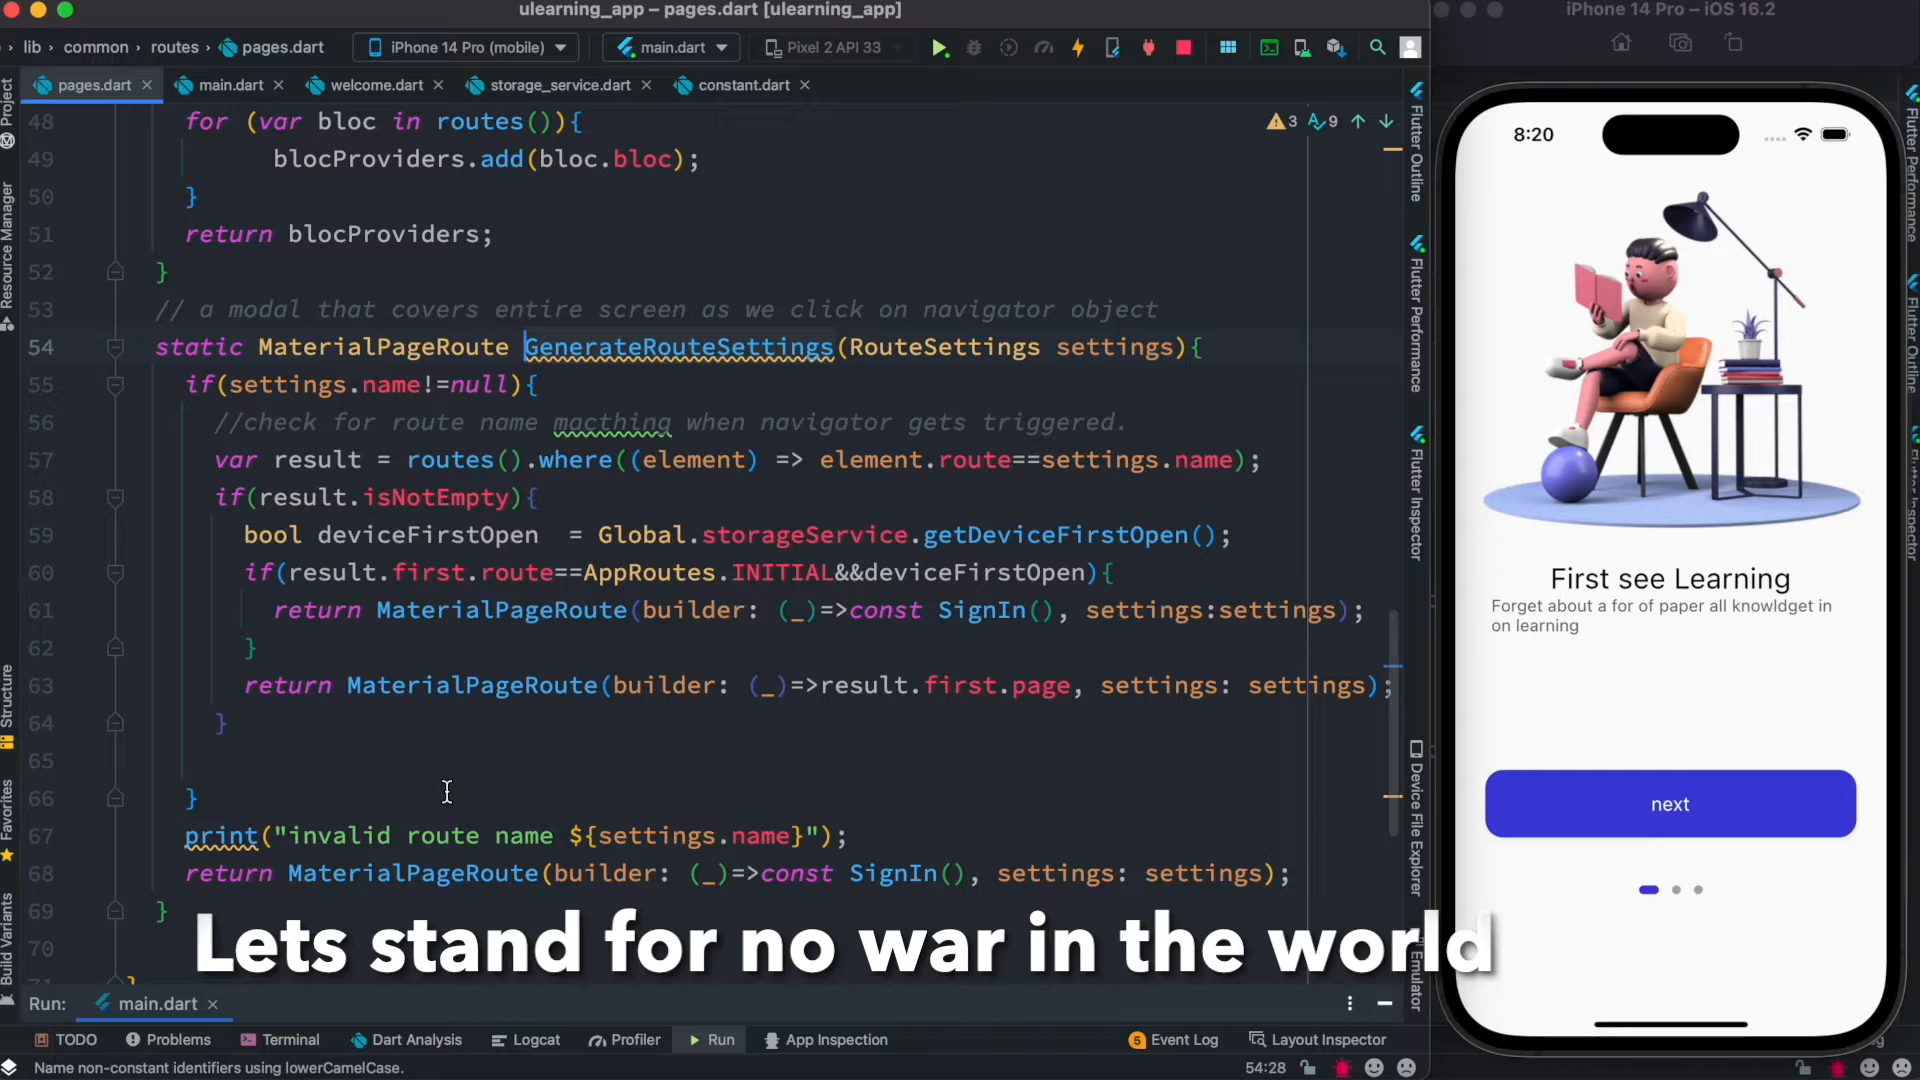 ulearning_app – pages.dart [ulearning_app]
iPhone 14 Pro – iOS 16.2
lib › common › routes › pages.dart
iPhone 14 Pro (mobile)
main.dart
Pixel 2 API 33
pages.dart
main.dart
welcome.dart
storage_service.dart
constant.dart
3 9
48 for (var bloc in routes()){
49 blocProviders.add(bloc.bloc);
50 }
51 return blocProviders;
52 }
53 // a modal that covers entire screen as we click on navigator object
54 static MaterialPageRoute GenerateRouteSettings(RouteSettings settings){
55 if(settings.name!=null){
56 //check for route name macthing when navigator gets triggered.
57 var result = routes().where((element) => element.route==settings.name);
58 if(result.isNotEmpty){
59 bool deviceFirstOpen  = Global.storageService.getDeviceFirstOpen();
60 if(result.first.route==AppRoutes.INITIAL&&deviceFirstOpen){
61 return MaterialPageRoute(builder: (_)=>const SignIn(), settings:settings);
62 }
63 return MaterialPageRoute(builder: (_)=>result.first.page, settings: settings);
64 }
65
66 }
67 print("invalid route name ${settings.name}");
68 return MaterialPageRoute(builder: (_)=>const SignIn(), settings: settings);
69 }
70
Lets stand for no war in the world
Project
Resource Manager
Structure
Favorites
Build Variants
Flutter Outline
Flutter Performance
Flutter Inspector
Device File Explorer
Emulator
8:20
First see Learning
Forget about a for of paper all knowldget in
on learning
next
Flutter Performance
Flutter Outline
Flutter Inspector
Run: main.dart
TODO
Problems
Terminal
Dart Analysis
Logcat
Profiler
Run
App Inspection
5 Event Log
Layout Inspector
Name non-constant identifiers using lowerCamelCase.
54:28